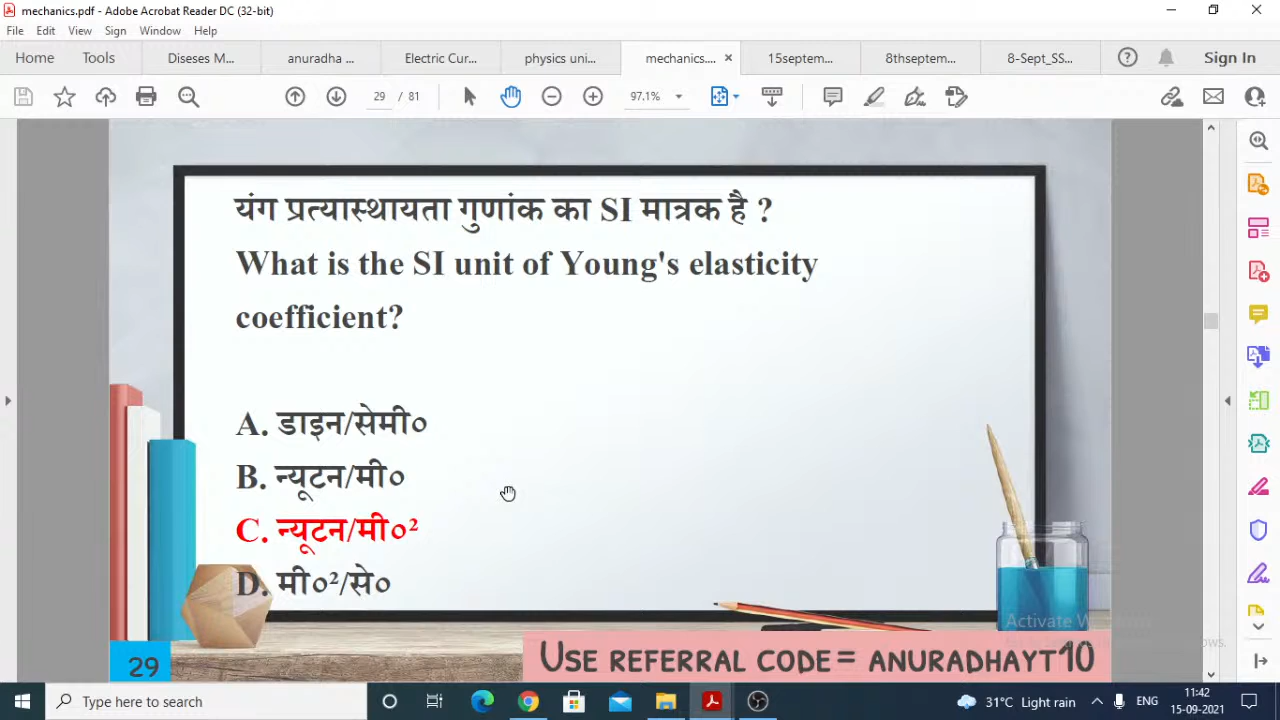 mechanics.pdf - Adobe Acrobat Reader DC (32-bit)
File Edit View Sign Window Help
Home Tools Diseses M... anuradha Electric Cur... physics uni... mechanics.... 15septem... 8thseptem... 8-Sept_SS... Sign In
29 / 81 97.1%
यंग प्रत्यास्थायता गुणांक का SI मात्रक है ?
What is the SI unit of Young's elasticity
coefficient?
A. डाइन/सेमी०
B. न्यूटन/मी०
C. न्यूटन/मी०²
D. मी०²/से०
Activate W
ows.
29
USE REFERRAL CODE= ANURADHAYT10
Type here to search 31°C Light rain ENG 11:42
15-09-2021